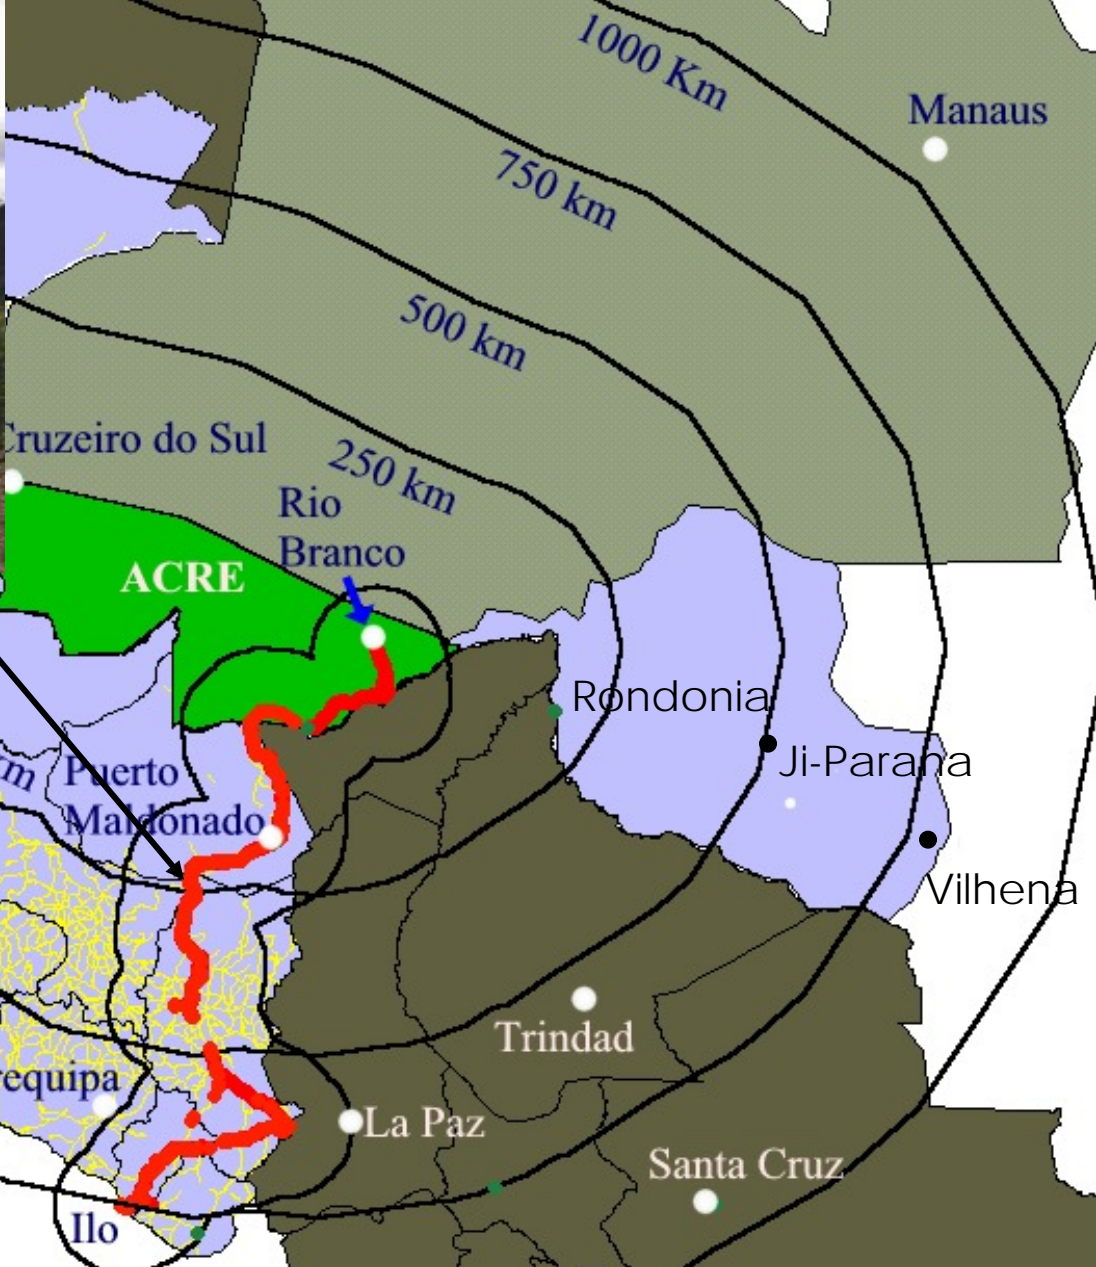 1000 Km
Manaus
750 km
500 km
Cruzeiro do Sul
250 km
Rio
Branco
ACRE
Rondonia
Ji-Parana
Puerto
Maldonado
Vilhena
Trindad
La Paz
Santa Cruz
Ilo